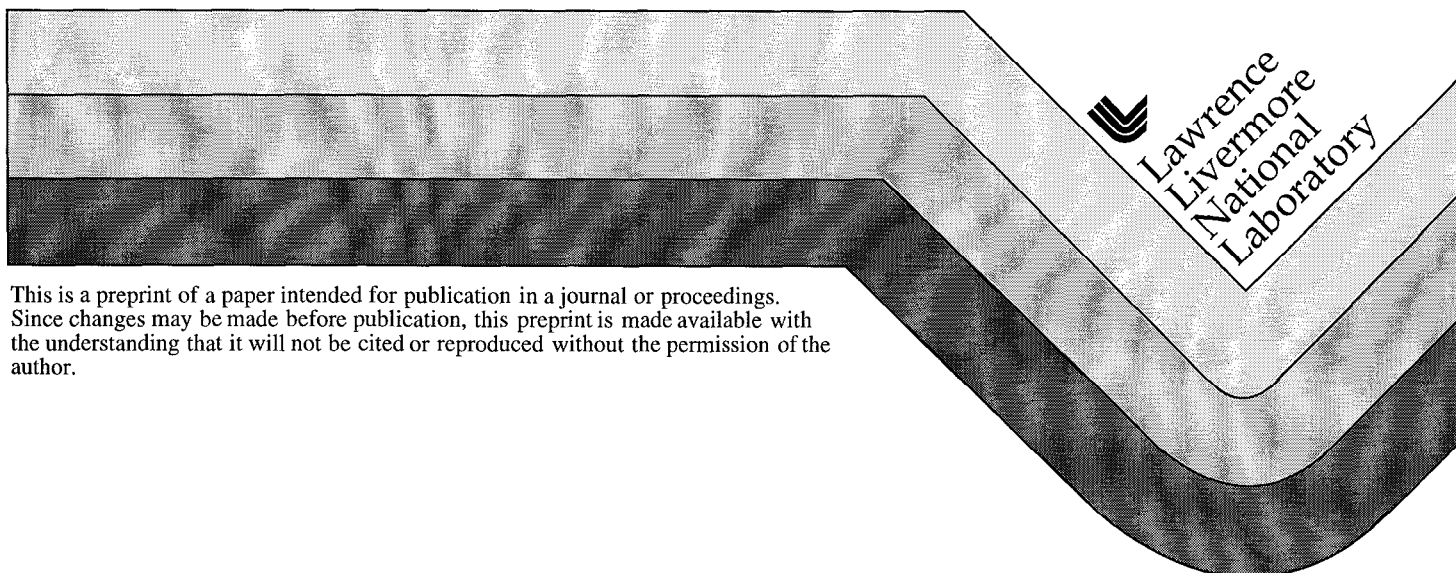 This is a preprint of a paper intended for publication in a journal or proceedings.
Since changes may be made before publication, this preprint is made available with
the understanding that it will not be cited or reproduced without the permission of the
author.
Lawrence
Livermore
National
Laboratory